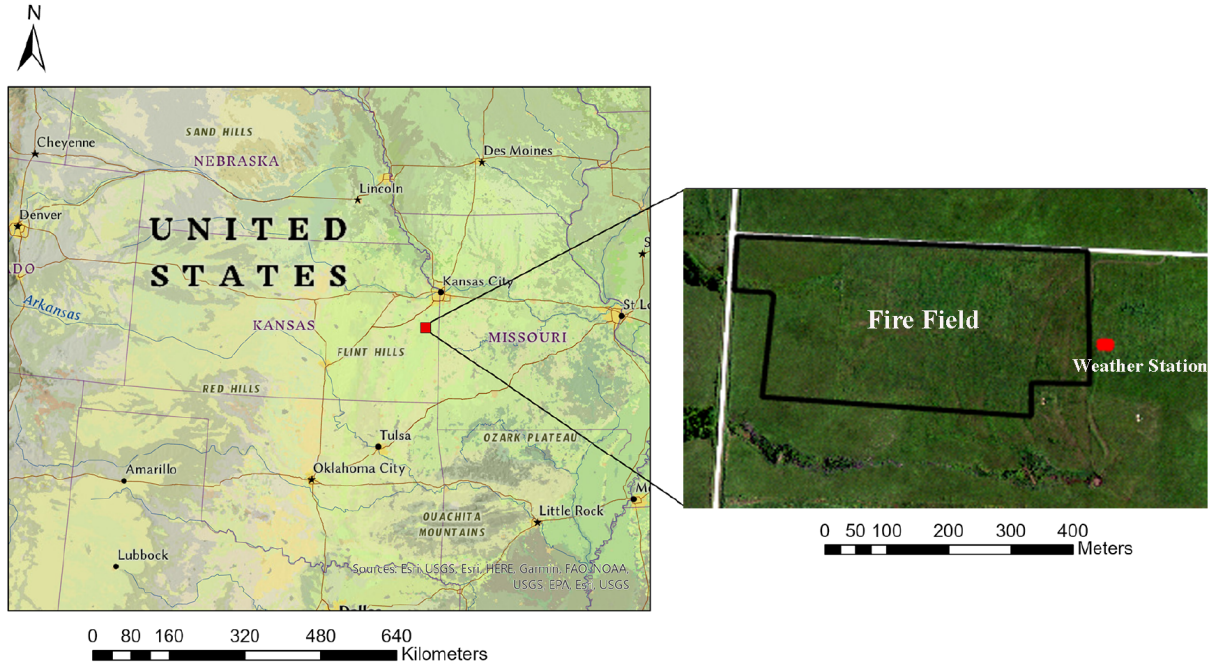 N
SAND HILLS
Cheyenne
NEBRASKA
Des Moines
Lincoln
Denver
UNITED
STATES
ADO
Kansas City
Arkansas
St Lo
KANSAS
MISSOURI
FLINT HILLS
RED HILLS
Tulsa
OZARK PLATEAU
Amarillo
Oklahoma City
Little Rock
OUACHITA
MOUNTAINS
Lubbock
Sources: Esri, USGS, Esri, HERE, Garmin, FAO, NOAA,
USGS, EPA, Esri, USGS
Dallas
0 80 160 320 480 640
Kilometers
Fire Field
Weather Station
0 50 100 200 300 400
Meters